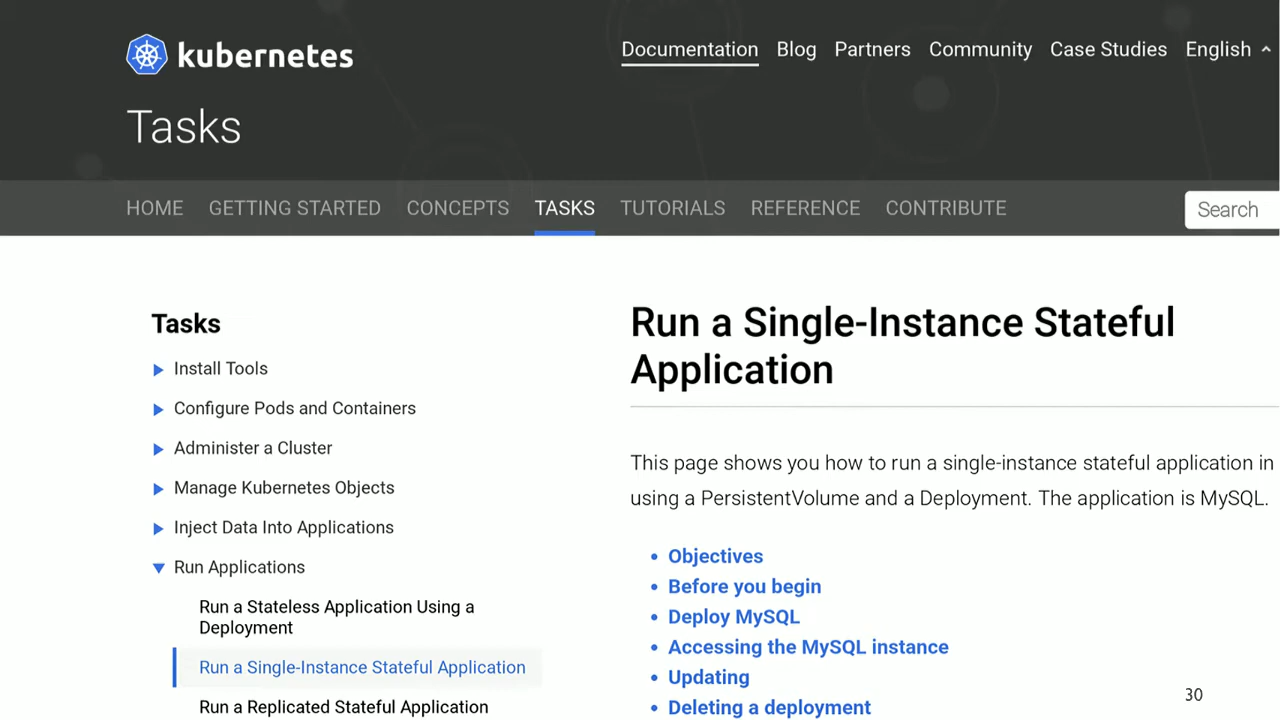 kubernetes
Documentation Blog Partners Community Case Studies English
Tasks
HOME GETTING STARTED CONCEPTS TASKS TUTORIALS REFERENCE CONTRIBUTE
Search
Tasks
Install Tools
Configure Pods and Containers
Administer a Cluster
Manage Kubernetes Objects
Inject Data Into Applications
Run Applications
Run a Stateless Application Using a
Deployment
Run a Single-Instance Stateful Application
Run a Replicated Stateful Application
Run a Single-Instance Stateful
Application
This page shows you how to run a single-instance stateful application in
using a PersistentVolume and a Deployment. The application is MySQL.
• Objectives
• Before you begin
• Deploy MySQL
• Accessing the MySQL instance
• Updating
• Deleting a deployment
30